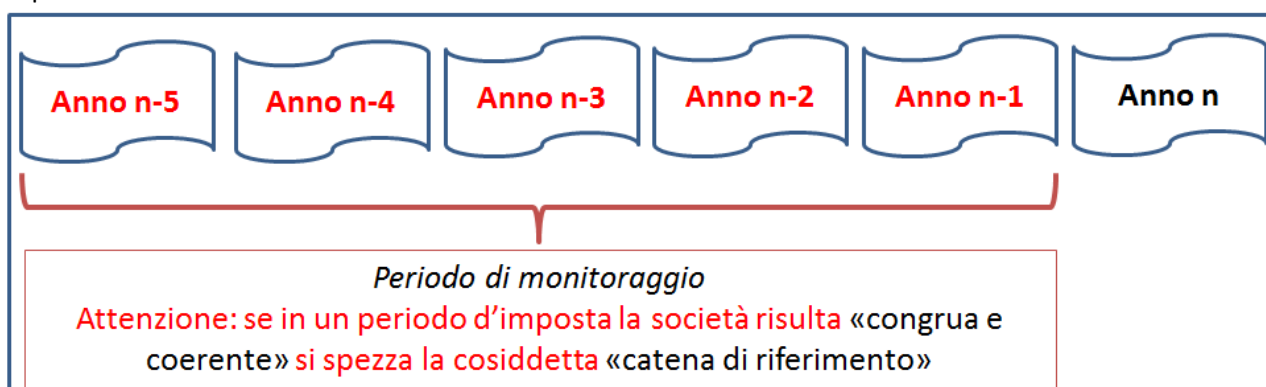 Anno n-5 Anno n-4 Anno n-3 Anno n-2 Anno n-1 Anno n
Periodo di monitoraggio
Attenzione: se in un periodo d’imposta la società risulta «congrua e
coerente» si spezza la cosiddetta «catena di riferimento»